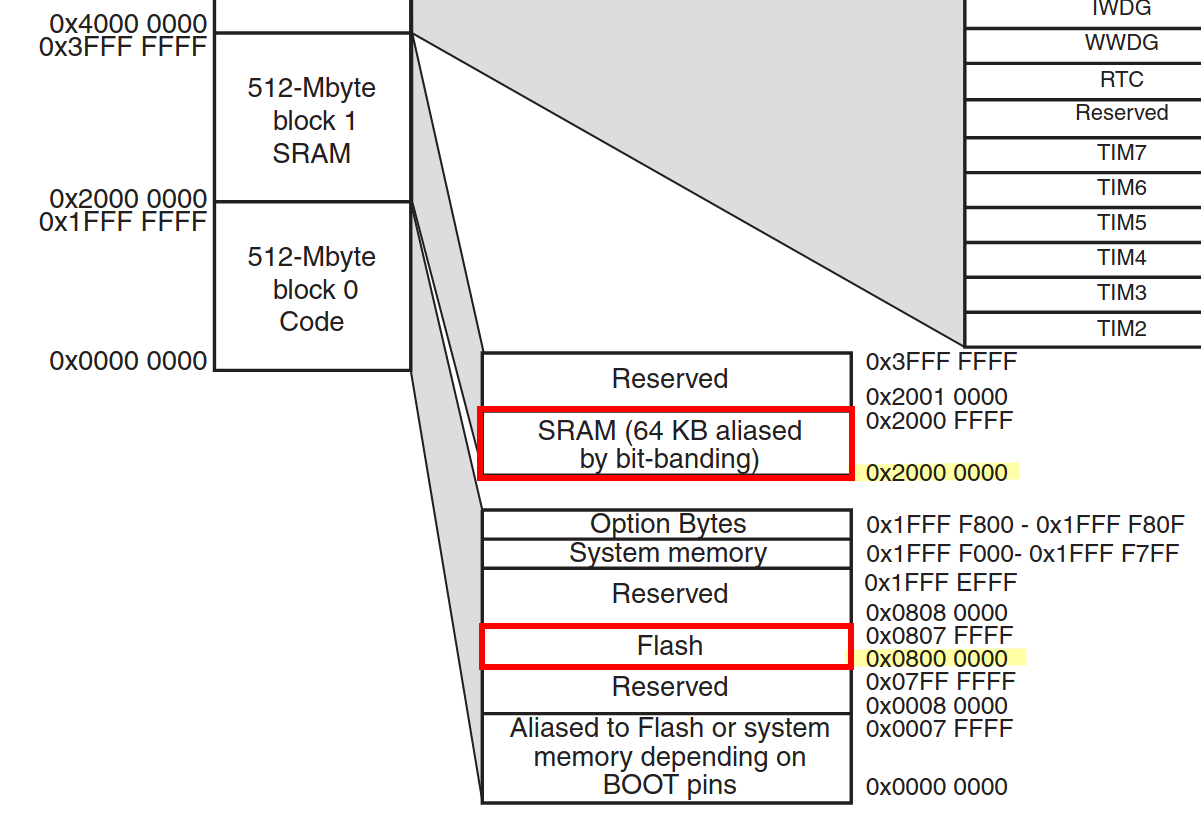 0x4000 0000
0x3FFF FFFF
512-Mbyte
block 1
SRAM
0x2000 0000
0x1FFF FFFF
512-Mbyte
block 0
Code
0x0000 0000
IWDG
WWDG
RTC
Reserved
TIM7
TIM6
TIM5
TIM4
TIM3
TIM2
Reserved
0x3FFF FFFF
0x2001 0000
SRAM (64 KB aliased
by bit-banding)
0x2000 FFFF
0x2000 0000
Option Bytes
0x1FFF F800 - 0x1FFF F80F
System memory
0x1FFF F000- 0x1FFF F7FF
Reserved
0x1FFF EFFF
0x0808 0000
Flash
0x0807 FFFF
0x0800 0000
Reserved
0x07FF FFFF
0x0008 0000
Aliased to Flash or system
memory depending on
BOOT pins
0x0007 FFFF
0x0000 0000